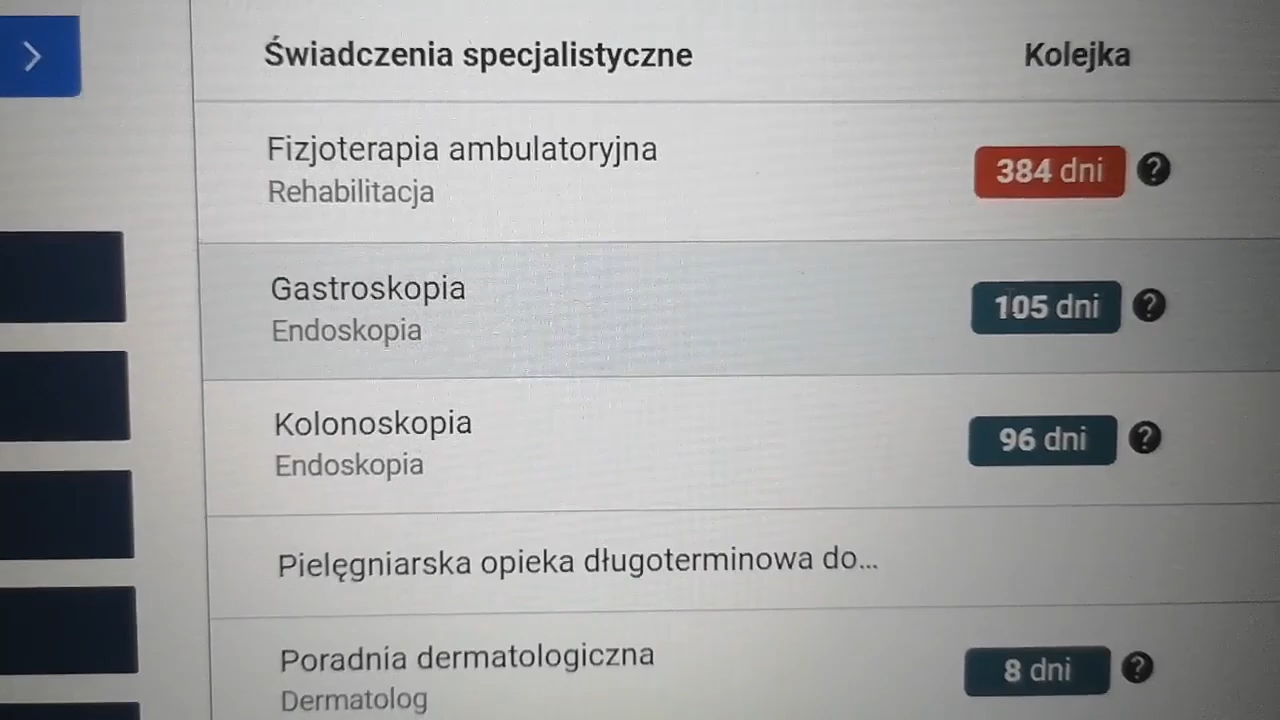 Świadczenia specjalistyczne Kolejka
Fizjoterapia ambulatoryjna
Rehabilitacja
384 dni ?
Gastroskopia
Endoskopia
105 dni ?
Kolonoskopia
Endoskopia
96 dni ?
Pielęgniarska opieka długoterminowa do...
Poradnia dermatologiczna
Dermatolog
8 dni ?